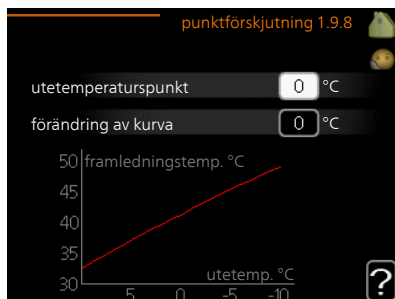 punktförskjutning 1.9.8
utetemperaturspunkt 0 °C
förändring av kurva 0 °C
50 framledningstemp. °C
45
40
35
30
utetemp. °C
5 0 -5 -10
?